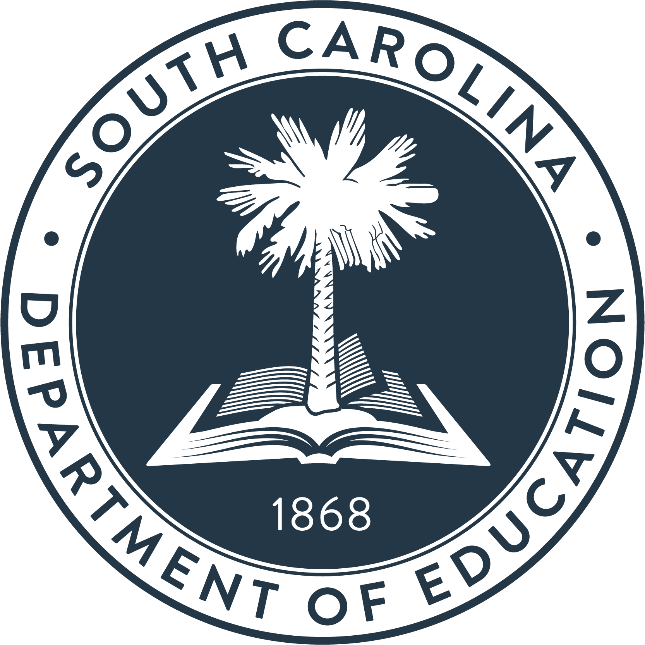 SOUTH CAROLINA
DEPARTMENT OF EDUCATION
1868